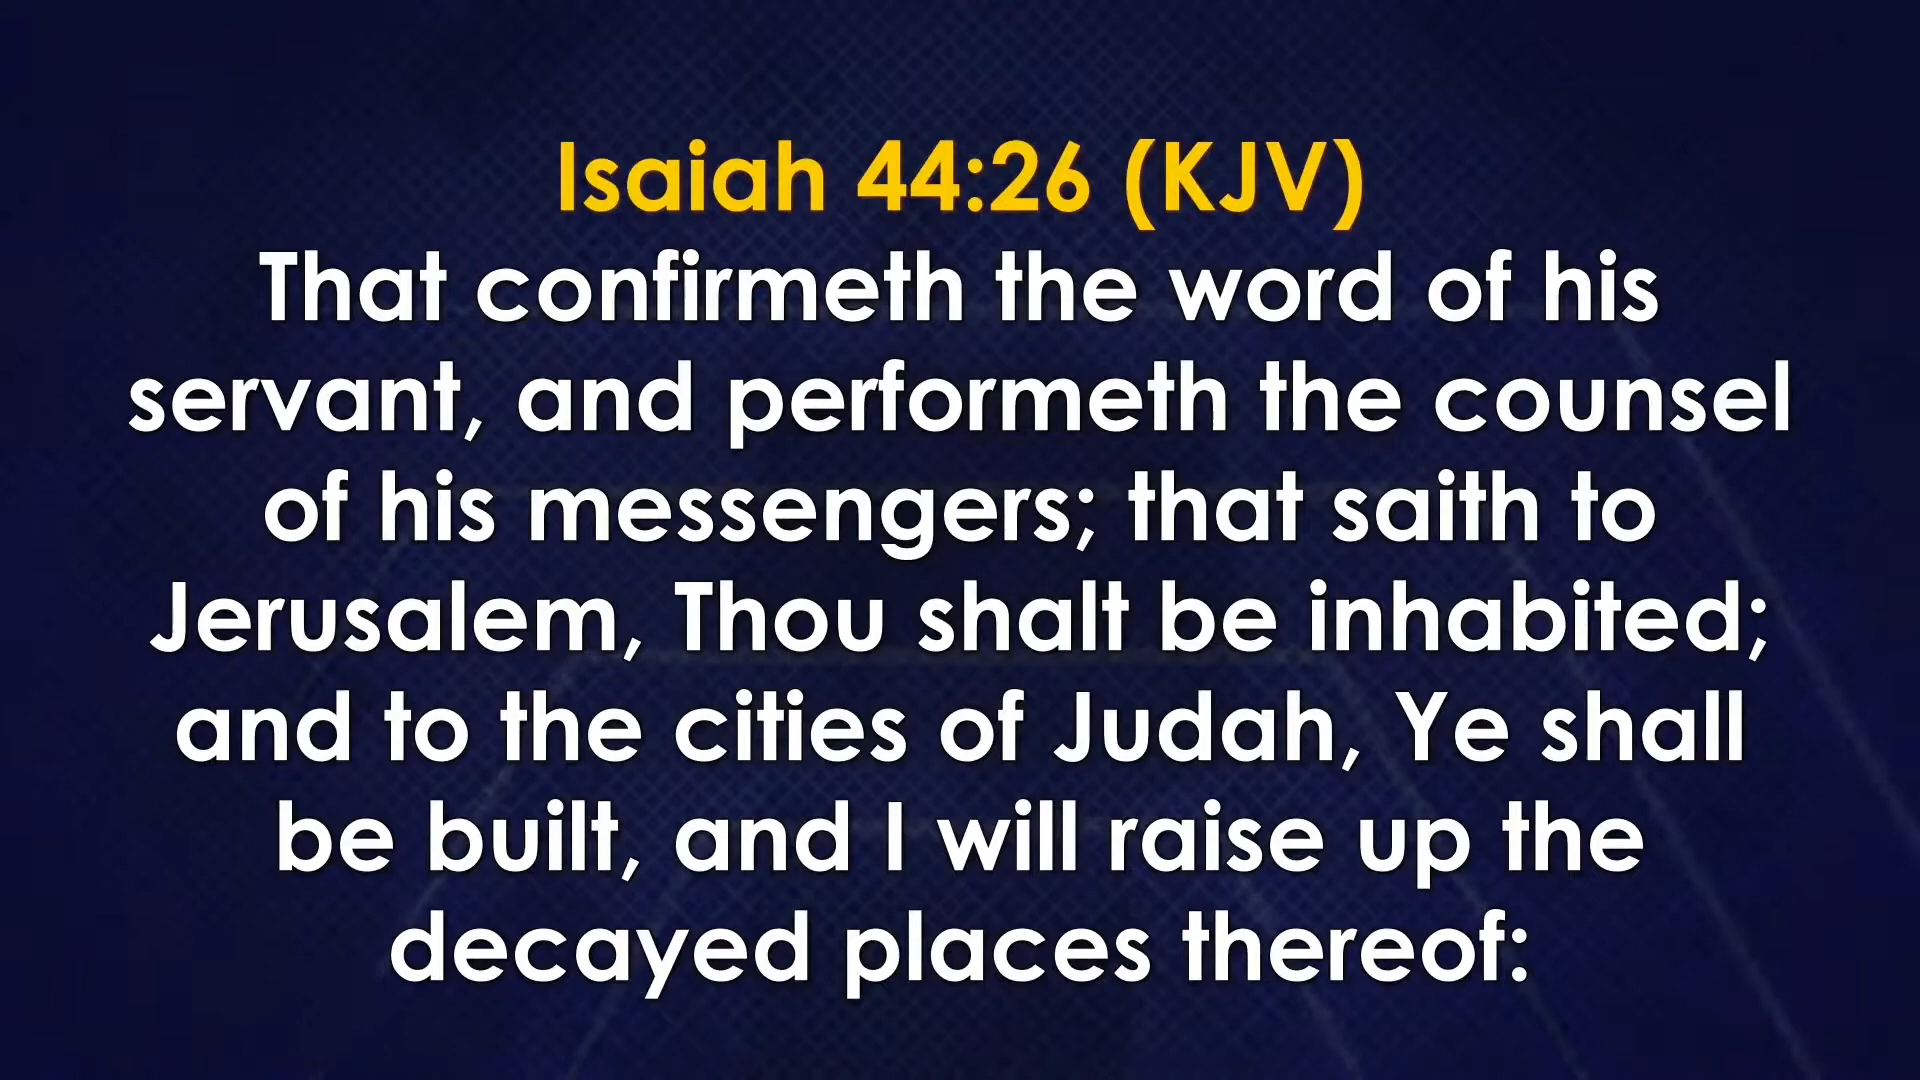 Isaiah 44:26 (KJV)
That confirmeth the word of his
servant, and performeth the counsel
of his messengers; that saith to
Jerusalem, Thou shalt be inhabited;
and to the cities of Judah, Ye shall
be built, and I will raise up the
decayed places thereof: